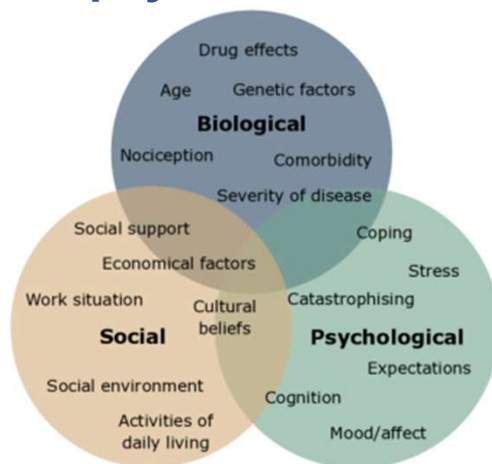 Drug effects
Age
Genetic factors
Biological
Nociception
Comorbidity
Severity of disease
Social support
Coping
Economical factors
Stress
Work situation
Cultural
beliefs
Catastrophising
Social
Psychological
Expectations
Social environment
Cognition
Activities of
daily living
Mood/affect